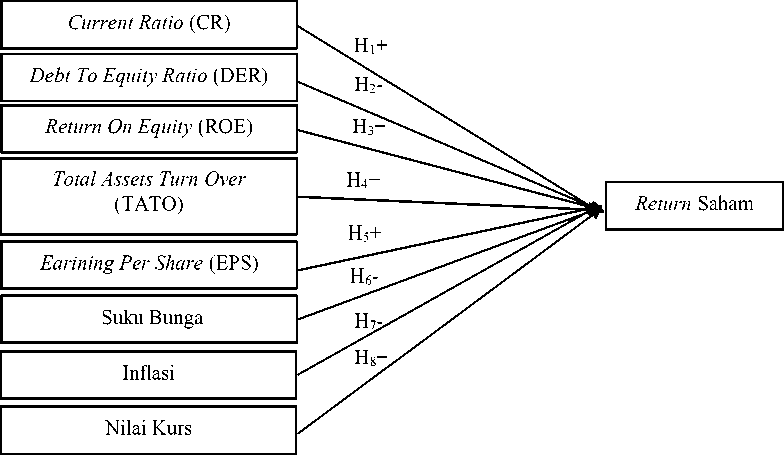 Current Ratio (CR)
H₁+
Debt To Equity Ratio (DER)
H₂-
Return On Equity (ROE)
H₃−
Total Assets Turn Over
(TATO)
H₄−
Return Saham
Earining Per Share (EPS)
H₅+
Suku Bunga
H₆-
Inflasi
H₇-
Nilai Kurs
H₈−